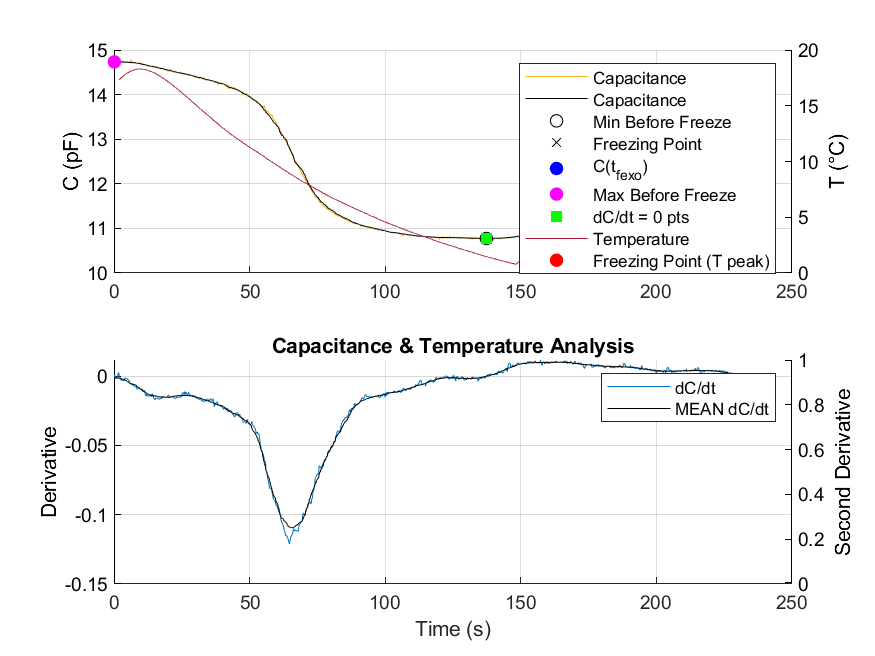 15
14
13
12
11
10
C (pF)
20
15
10
5
0
T (°C)
Capacitance
Capacitance
Min Before Freeze
Freezing Point
C(t_fexo)
Max Before Freeze
dC/dt = 0 pts
Temperature
Freezing Point (T peak)
0 50 100 150 200 250
Capacitance & Temperature Analysis
0
-0.05
-0.1
-0.15
Derivative
1
0.8
0.6
0.4
0.2
0
Second Derivative
dC/dt
MEAN dC/dt
0 50 100 150 200 250
Time (s)